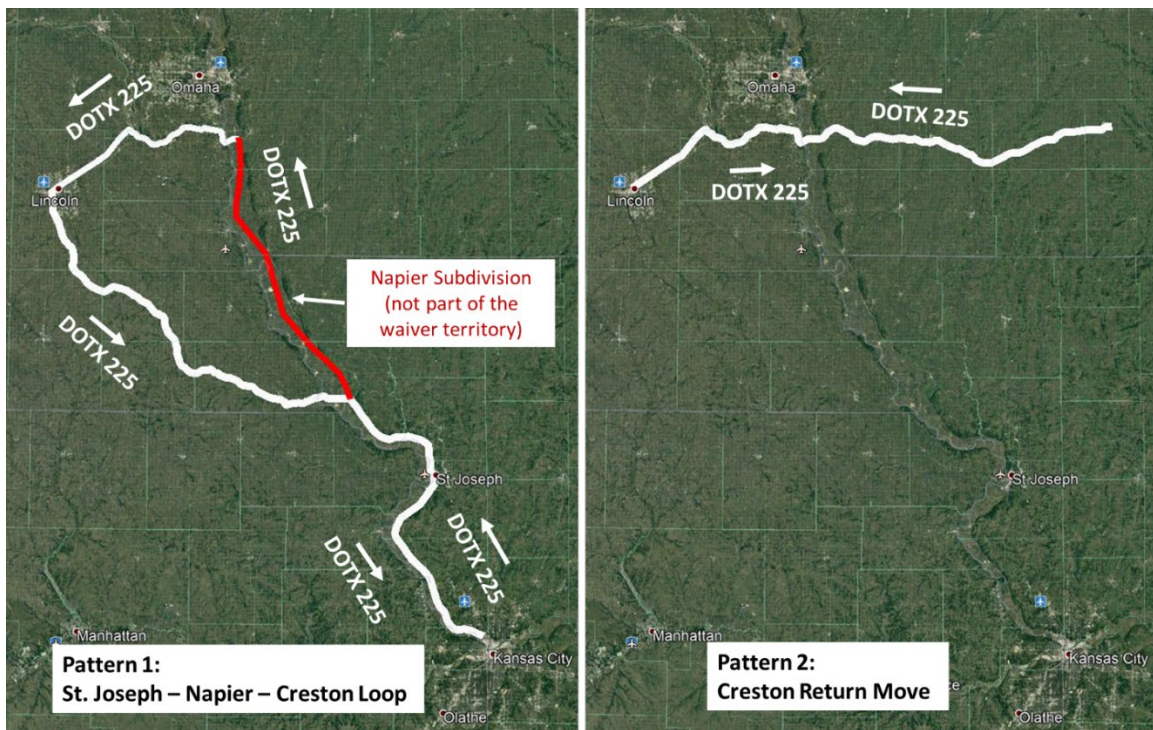 DOTX 225
Omaha
DOTX 225
Lincoln
Napier Subdivision
(not part of the
waiver territory)
DOTX 225
St Joseph
DOTX 225
DOTX 225
Manhattan
Kansas City
Pattern 1:
St. Joseph – Napier – Creston Loop
Olathe
Omaha
DOTX 225
DOTX 225
Lincoln
St Joseph
Manhattan
Kansas City
Pattern 2:
Creston Return Move
ce
Olathe